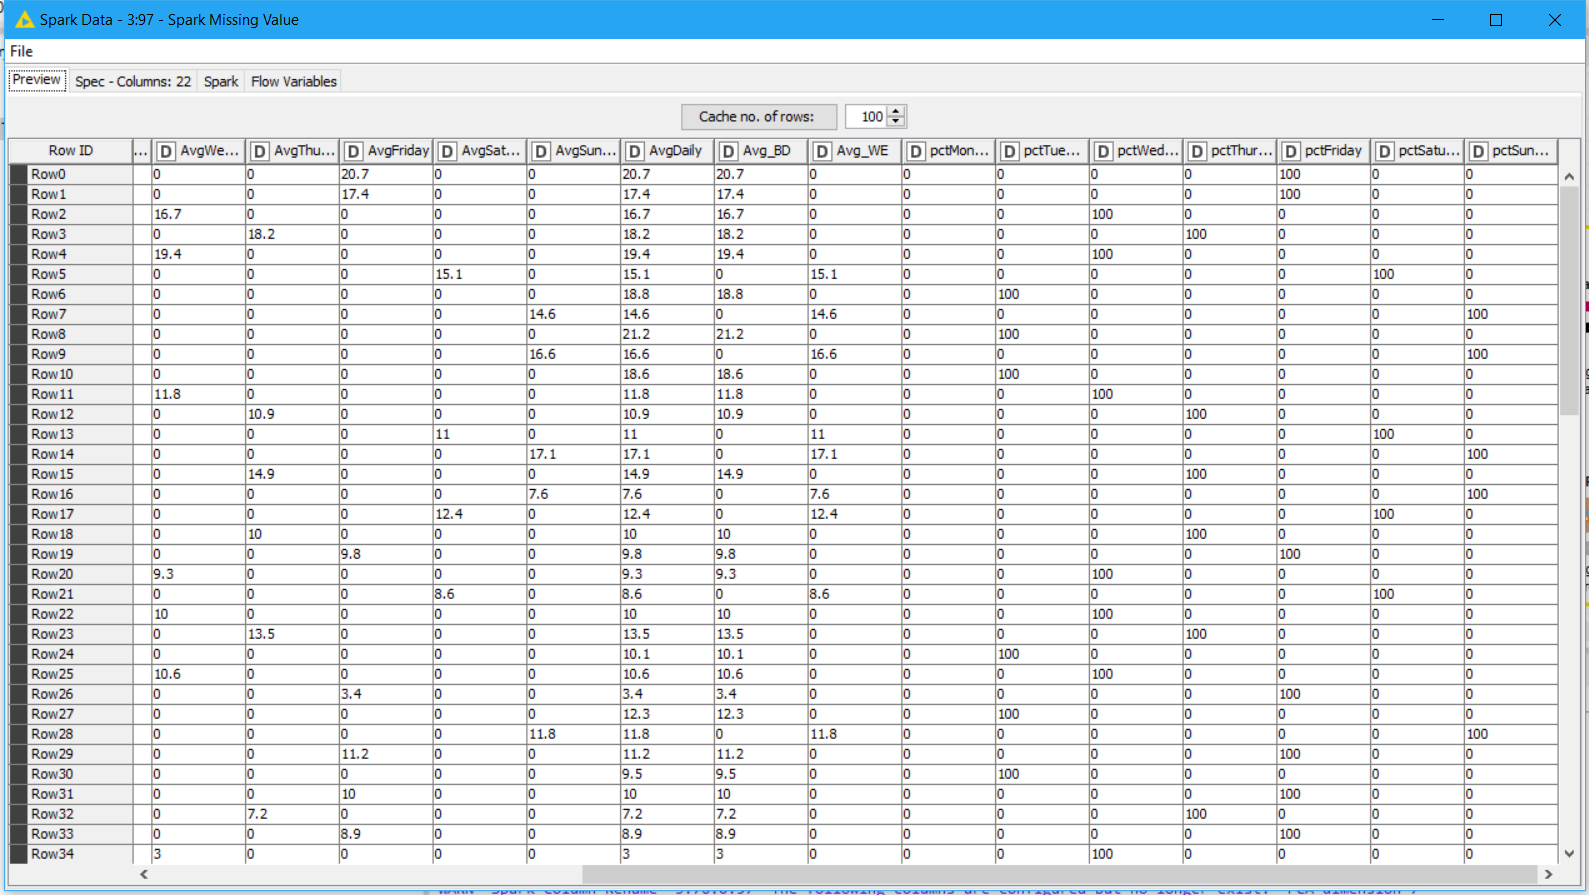 Spark Data - 3:97 - Spark Missing Value
File
Preview Spec - Columns: 22 Spark Flow Variables
Cache no. of rows: 100
Row ID ... D AvgWe... D AvgThu... D AvgFriday D AvgSat... D AvgSun... D AvgDaily D Avg_BD D Avg_WE D pctMon... D pctTue... D pctWed... D pctThur... D pctFriday D pctSatu... D pctSun...
Row0 0 0 20.7 0 0 20.7 20.7 0 0 0 0 0 100 0 0
Row1 0 0 17.4 0 0 17.4 17.4 0 0 0 0 0 100 0 0
Row2 16.7 0 0 0 0 16.7 16.7 0 0 0 100 0 0 0 0
Row3 0 18.2 0 0 0 18.2 18.2 0 0 0 0 100 0 0 0
Row4 19.4 0 0 0 0 19.4 19.4 0 0 0 100 0 0 0 0
Row5 0 0 0 15.1 0 15.1 0 15.1 0 0 0 0 0 100 0
Row6 0 0 0 0 0 18.8 18.8 0 0 100 0 0 0 0 0
Row7 0 0 0 0 14.6 14.6 0 14.6 0 0 0 0 0 0 100
Row8 0 0 0 0 0 21.2 21.2 0 0 100 0 0 0 0 0
Row9 0 0 0 0 16.6 16.6 0 16.6 0 0 0 0 0 0 100
Row10 0 0 0 0 0 18.6 18.6 0 0 100 0 0 0 0 0
Row11 11.8 0 0 0 0 11.8 11.8 0 0 0 100 0 0 0 0
Row12 0 10.9 0 0 0 10.9 10.9 0 0 0 0 100 0 0 0
Row13 0 0 0 11 0 11 0 11 0 0 0 0 0 100 0
Row14 0 0 0 0 17.1 17.1 0 17.1 0 0 0 0 0 0 100
Row15 0 14.9 0 0 0 14.9 14.9 0 0 0 0 100 0 0 0
Row16 0 0 0 0 7.6 7.6 0 7.6 0 0 0 0 0 0 100
Row17 0 0 0 12.4 0 12.4 0 12.4 0 0 0 0 0 100 0
Row18 0 10 0 0 0 10 10 0 0 0 0 100 0 0 0
Row19 0 0 9.8 0 0 9.8 9.8 0 0 0 0 0 100 0 0
Row20 9.3 0 0 0 0 9.3 9.3 0 0 0 100 0 0 0 0
Row21 0 0 0 8.6 0 8.6 0 8.6 0 0 0 0 0 100 0
Row22 10 0 0 0 0 10 10 0 0 0 100 0 0 0 0
Row23 0 13.5 0 0 0 13.5 13.5 0 0 0 0 100 0 0 0
Row24 0 0 0 0 0 10.1 10.1 0 0 100 0 0 0 0 0
Row25 10.6 0 0 0 0 10.6 10.6 0 0 0 100 0 0 0 0
Row26 0 0 3.4 0 0 3.4 3.4 0 0 0 0 0 100 0 0
Row27 0 0 0 0 0 12.3 12.3 0 0 100 0 0 0 0 0
Row28 0 0 0 0 11.8 11.8 0 11.8 0 0 0 0 0 0 100
Row29 0 0 11.2 0 0 11.2 11.2 0 0 0 0 0 100 0 0
Row30 0 0 0 0 0 9.5 9.5 0 0 100 0 0 0 0 0
Row31 0 0 10 0 0 10 10 0 0 0 0 0 100 0 0
Row32 0 7.2 0 0 0 7.2 7.2 0 0 0 0 100 0 0 0
Row33 0 0 8.9 0 0 8.9 8.9 0 0 0 0 0 100 0 0
Row34 3 0 0 0 0 3 3 0 0 0 100 0 0 0 0